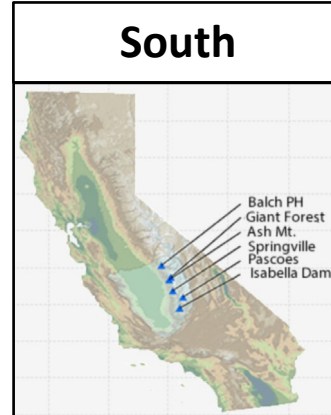 South
Balch PH
Giant Forest
Ash Mt.
Springville
Pascoes
Isabella Dam